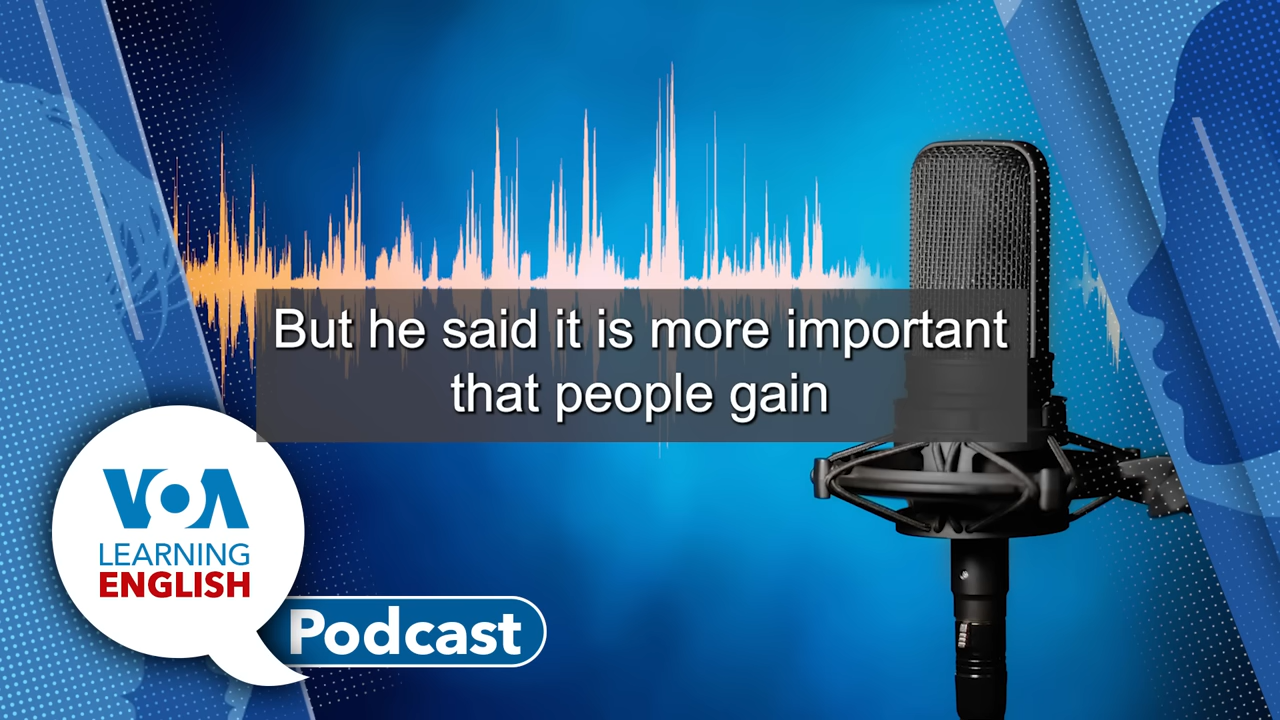 But he said it is more important
that people gain
VOA
LEARNING
ENGLISH
Podcast